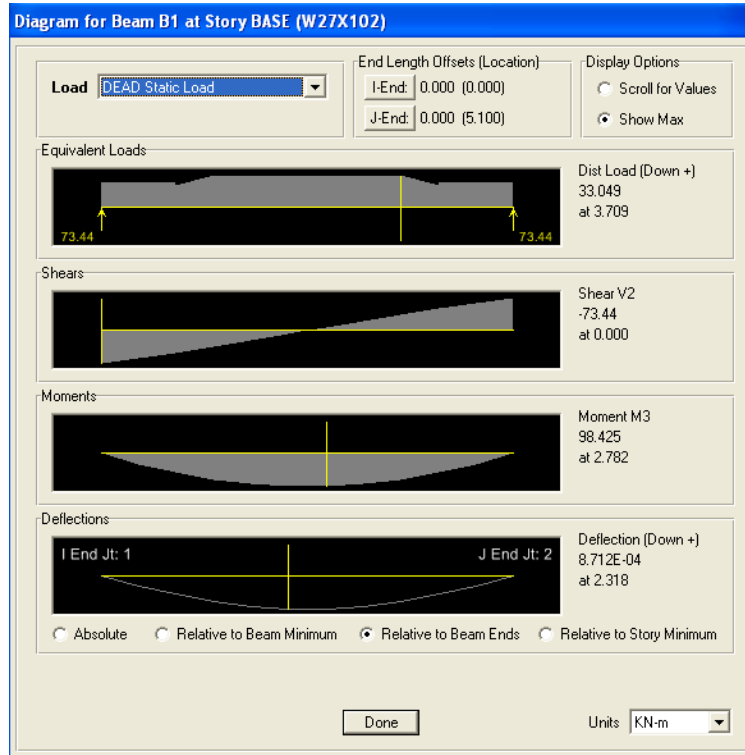 Diagram for Beam B1 at Story BASE (W27X102)
Load DEAD Static Load
End Length Offsets (Location)
I-End: 0.000 (0.000)
J-End: 0.000 (5.100)
Display Options
Scroll for Values
Show Max
Equivalent Loads
73.44 73.44
Dist Load (Down +)
33.049
at 3.709
Shears
Shear V2
-73.44
at 0.000
Moments
Moment M3
98.425
at 2.782
Deflections
I End Jt: 1 J End Jt: 2
Deflection (Down +)
8.712E-04
at 2.318
Absolute Relative to Beam Minimum Relative to Beam Ends Relative to Story Minimum
Done Units KN-m